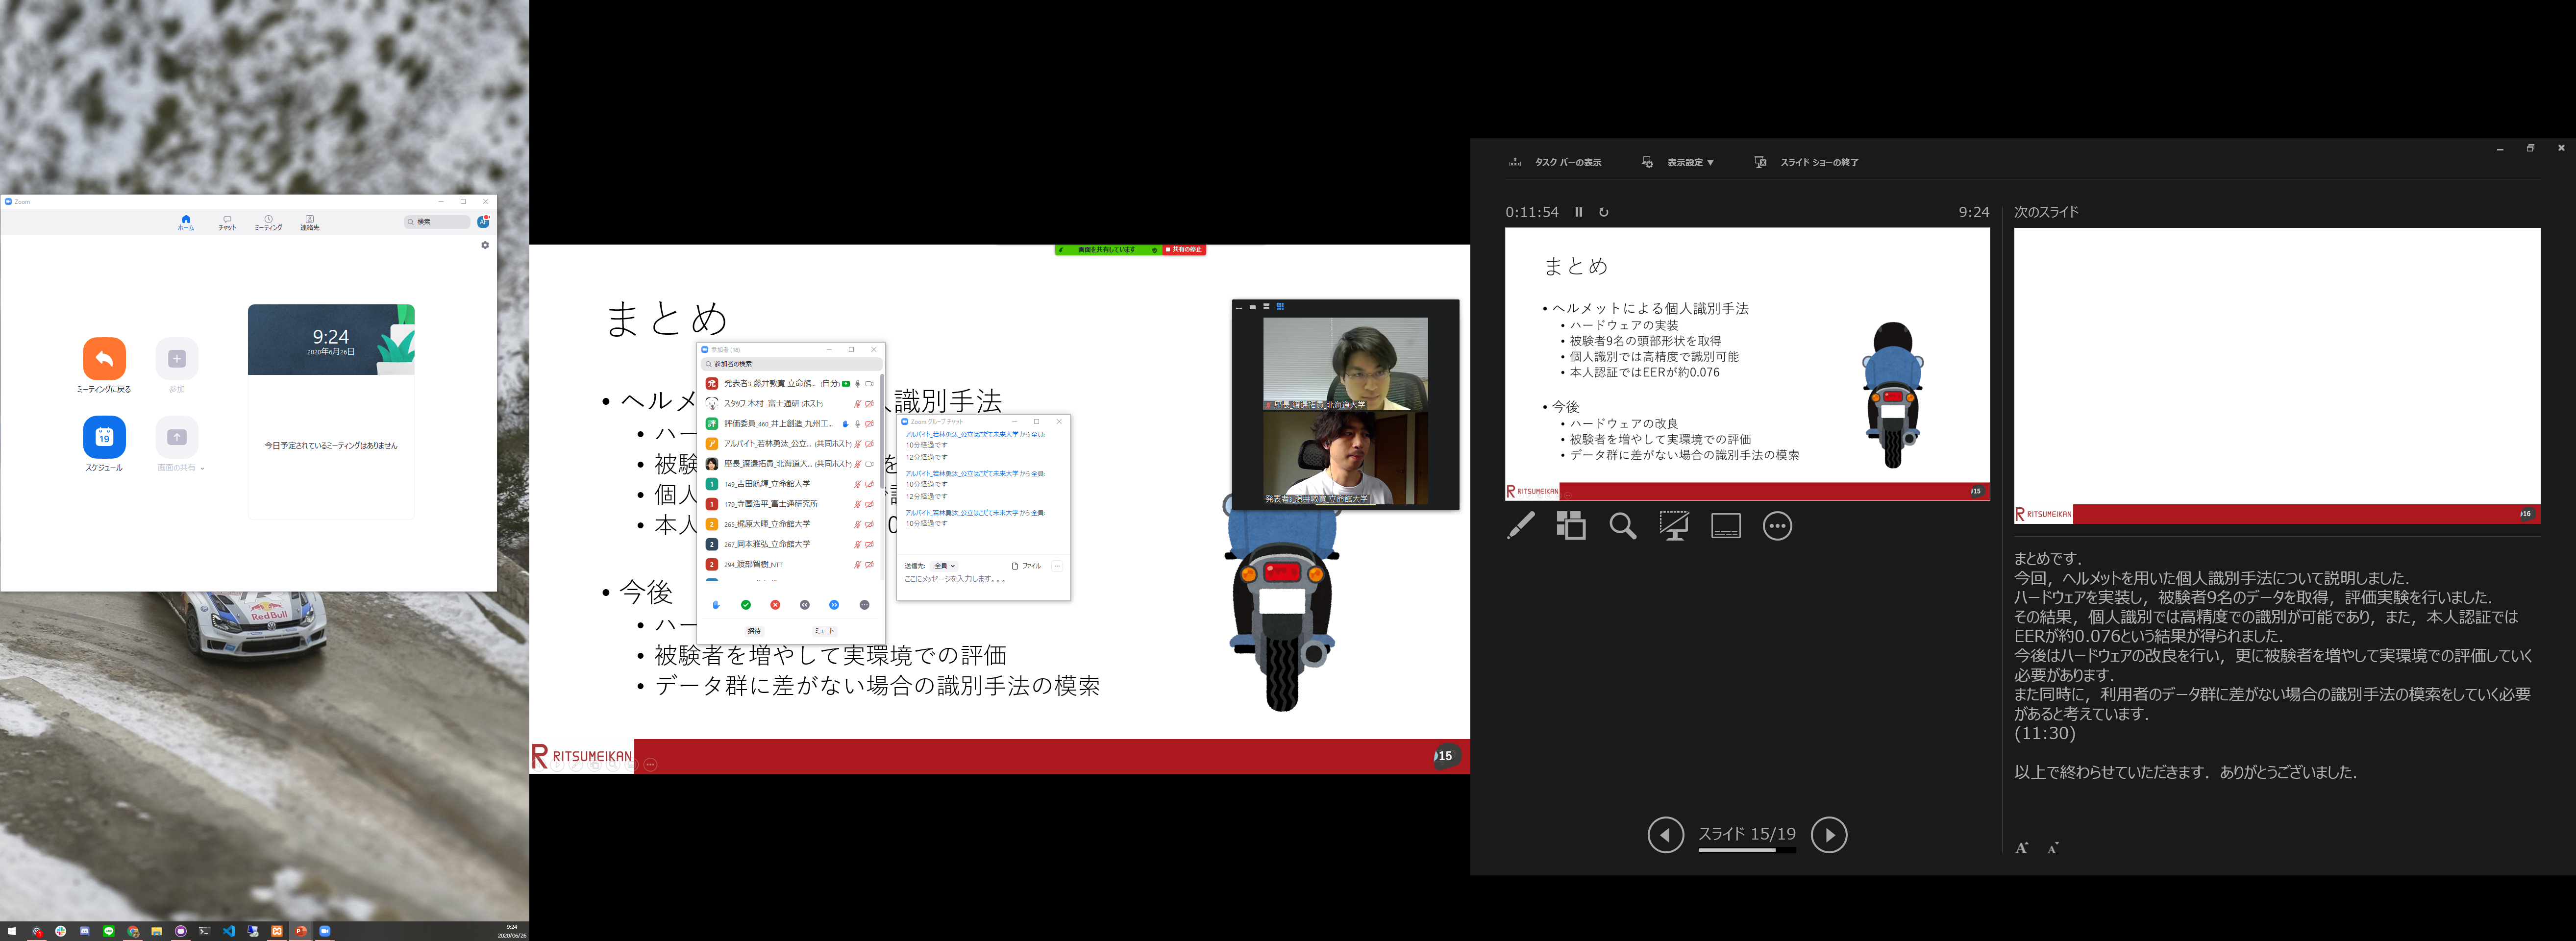 Zoom
ホーム
チャット
ミーティング
連絡先
検索
ミーティングに戻る
参加
19
スケジュール
画面の共有
9:24
2020年6月26日
今日予定されているミーティングはありません
Red Bull
9:24
2020/06/26
画面を共有しています
共有の停止
まとめ
• ヘルメ
識別手法
• ハー
• 被験
• 個人
• 本人
• 今後
• ハー
• 被験者を増やして実環境での評価
• データ群に差がない場合の識別手法の模索
RITSUMEIKAN
15
参加者 (18)
参加者の検索
発 発表者3_藤井敦寛_立命館... (自分)
スタッフ_木村 _富士通研 (ホスト)
評 評価委員_460_井上創造_九州工...
ア アルバイト_若林勇汰_公立... (共同ホスト)
座長_渡邉拓貴_北海道大... (共同ホスト)
1 149_吉田航輝_立命館大学
1 179_寺園浩平_富士通研究所
2 265_梶原大暉_立命館大学
2 267_岡本雅弘_立命館大学
2 294_渡部智樹_NTT
招待
ミュート
Zoom グループ チャット
アルバイト_若林勇汰_公立はこだて未来大学 から 全員:
10分経過です
12分経過です
アルバイト_若林勇汰_公立はこだて未来大学 から 全員:
10分経過です
12分経過です
アルバイト_若林勇汰_公立はこだて未来大学 から 全員:
10分経過です
送信先: 全員
ファイル
ここにメッセージを入力します。。。
座長_渡邉拓貴_北海道大学
発表者3_藤井敦寛_立命館大学
タスク バーの表示
表示設定 ▼
スライド ショーの終了
0:11:54
9:24
まとめ
• ヘルメットによる個人識別手法
• ハードウェアの実装
• 被験者9名の頭部形状を取得
• 個人識別では高精度で識別可能
• 本人認証ではEERが約0.076
• 今後
• ハードウェアの改良
• 被験者を増やして実環境での評価
• データ群に差がない場合の識別手法の模索
RITSUMEIKAN
15
スライド 15/19
次のスライド
RITSUMEIKAN
16
まとめです.
今回，ヘルメットを用いた個人識別手法について説明しました.
ハードウェアを実装し，被験者9名のデータを取得，評価実験を行いました.
その結果，個人識別では高精度での識別が可能であり，また，本人認証では
EERが約0.076という結果が得られました.
今後はハードウェアの改良を行い，更に被験者を増やして実環境での評価していく
必要があります.
また同時に，利用者のデータ群に差がない場合の識別手法の模索をしていく必要
があると考えています.
(11:30)
以上で終わらせていただきます．ありがとうございました.
A
A